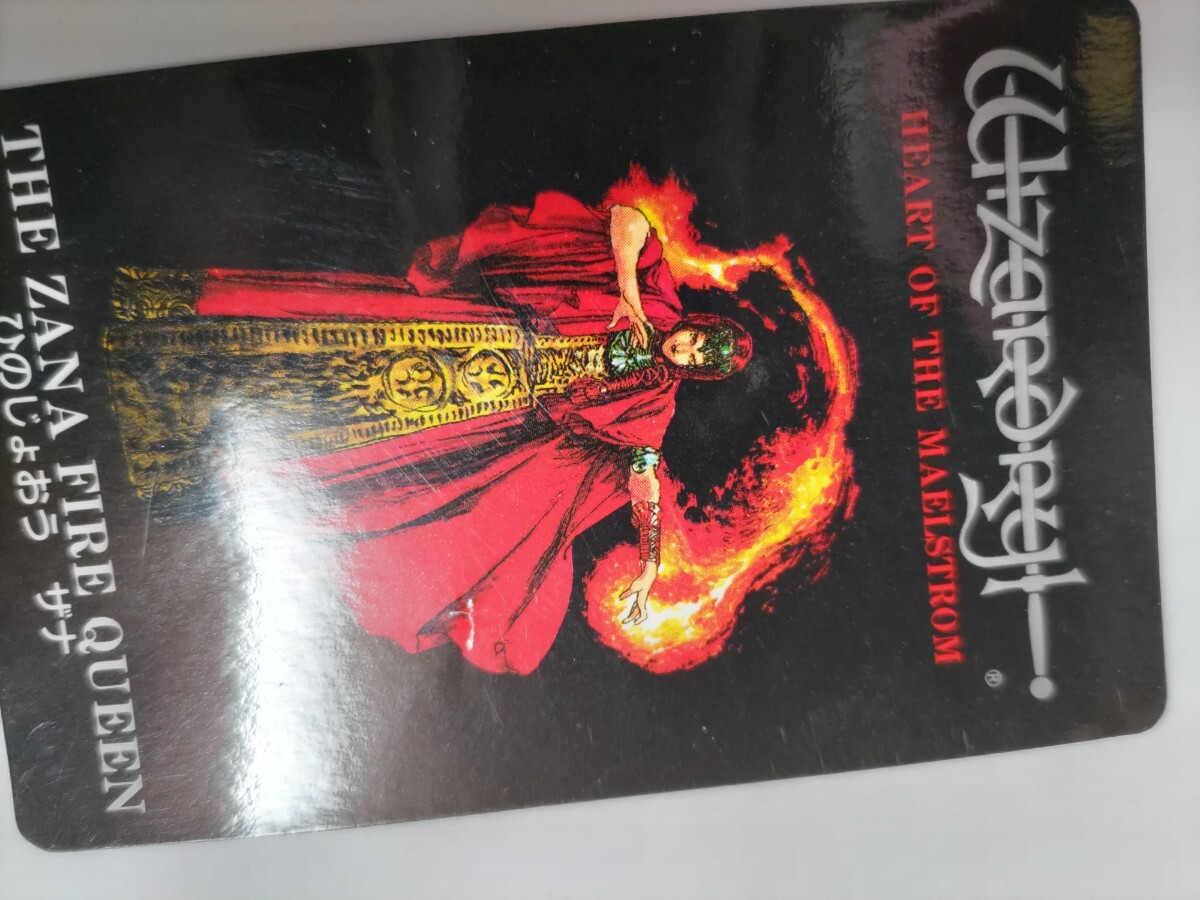 Wizardry
®
HEART OF THE MAELSTROM
THE ZANA FIRE QUEEN
ひのじょおう ザナ